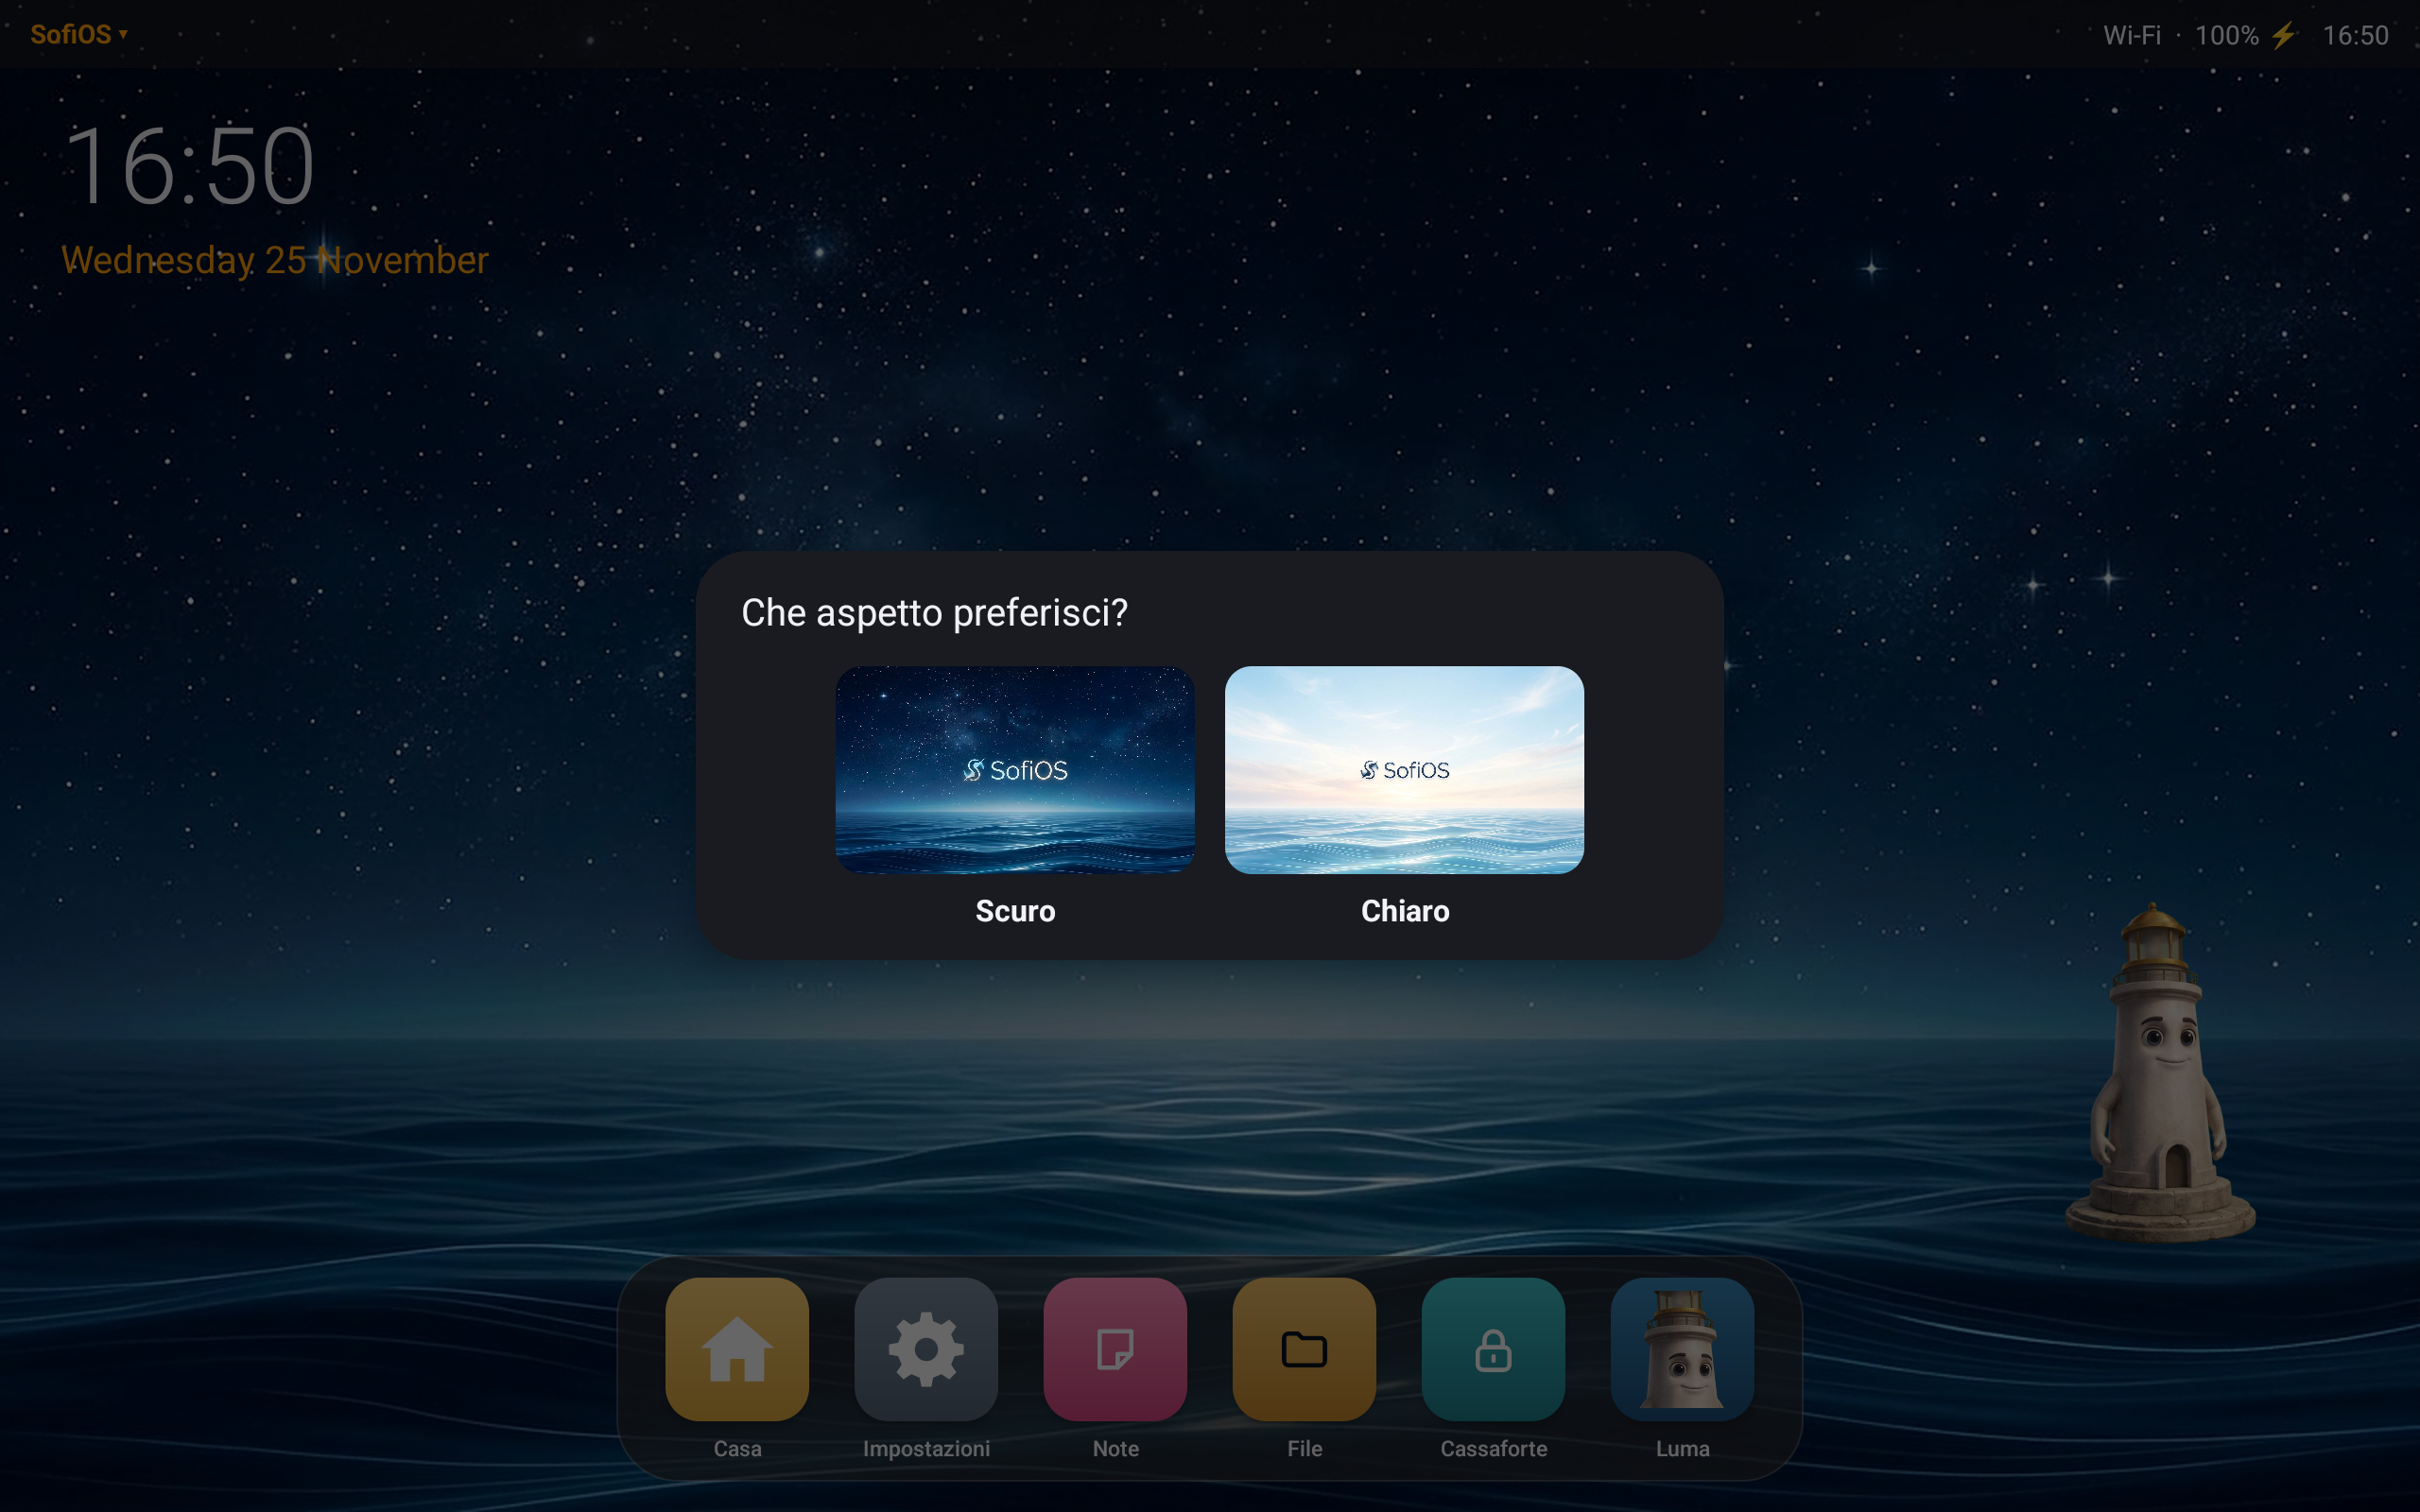 SofiOS ▾
Wi-Fi · 100% ⚡ 16:50
16:50
Wednesday 25 November
Che aspetto preferisci?
SofiOS
SofiOS
Scuro
Chiaro
Casa
Impostazioni
Note
File
Cassaforte
Luma